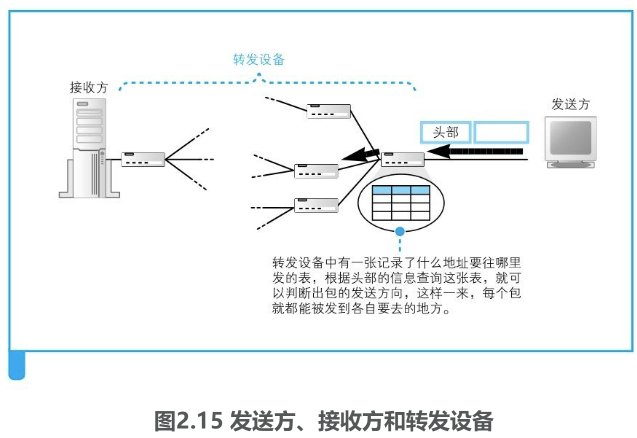 转发设备
接收方
发送方
头部
转发设备中有一张记录了什么地址要往哪里
发的表，根据头部的信息查询这张表，就可
以判断出包的发送方向，这样一来，每个包
就都能被发到各自要去的地方。
图2.15 发送方、接收方和转发设备